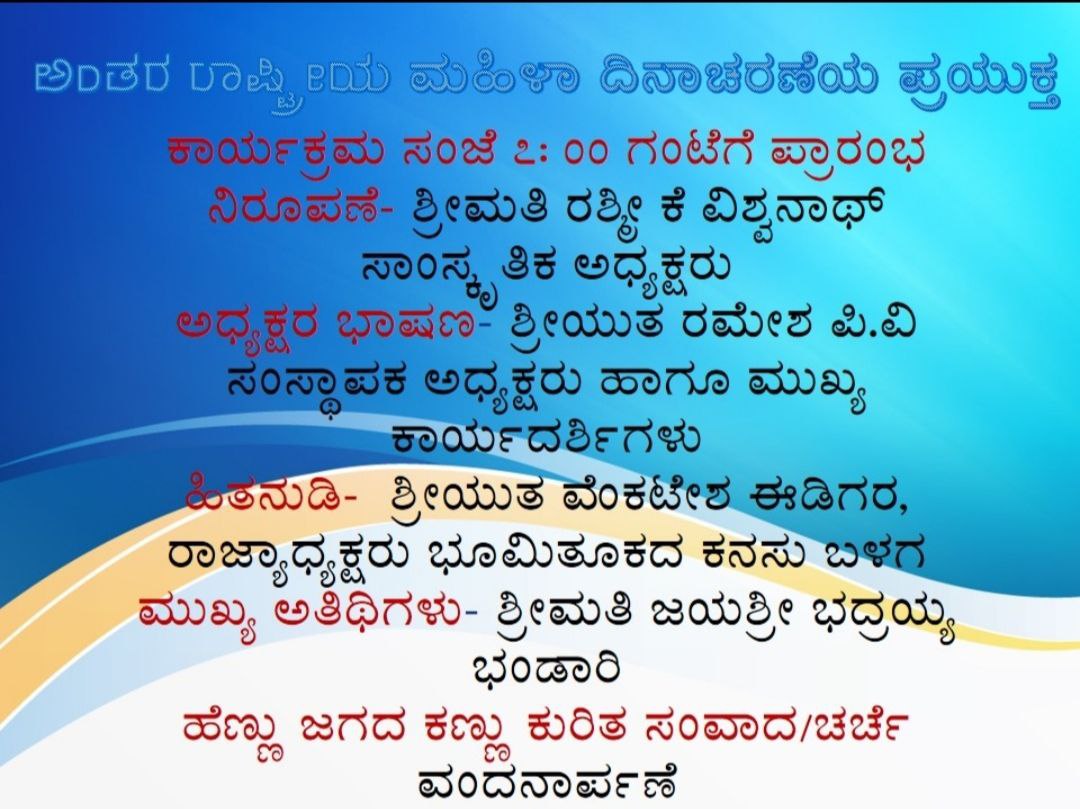 ಅಂತರ ರಾಷ್ಟ್ರೀಯ ಮಹಿಳಾ ದಿನಾಚರಣೆಯ ಪ್ರಯುಕ್ತ
ಕಾರ್ಯಕ್ರಮ ಸಂಜೆ ೭: ೦೦ ಗಂಟೆಗೆ ಪ್ರಾರಂಭ
ನಿರೂಪಣೆ- ಶ್ರೀಮತಿ ರಶ್ಮೀ ಕೆ ವಿಶ್ವನಾಥ್
ಸಾಂಸ್ಕೃತಿಕ ಅಧ್ಯಕ್ಷರು
ಅಧ್ಯಕ್ಷರ ಭಾಷಣ- ಶ್ರೀಯುತ ರಮೇಶ ಪಿ.ವಿ
ಸಂಸ್ಥಾಪಕ ಅಧ್ಯಕ್ಷರು ಹಾಗೂ ಮುಖ್ಯ
ಕಾರ್ಯದರ್ಶಿಗಳು
ಹಿತನುಡಿ- ಶ್ರೀಯುತ ವೆಂಕಟೇಶ ಈಡಿಗರ,
ರಾಜ್ಯಾಧ್ಯಕ್ಷರು ಭೂಮಿತೂಕದ ಕನಸು ಬಳಗ
ಮುಖ್ಯ ಅತಿಥಿಗಳು- ಶ್ರೀಮತಿ ಜಯಶ್ರೀ ಭದ್ರಯ್ಯ
ಭಂಡಾರಿ
ಹೆಣ್ಣು ಜಗದ ಕಣ್ಣು ಕುರಿತ ಸಂವಾದ/ಚರ್ಚೆ
ವಂದನಾರ್ಪಣೆ